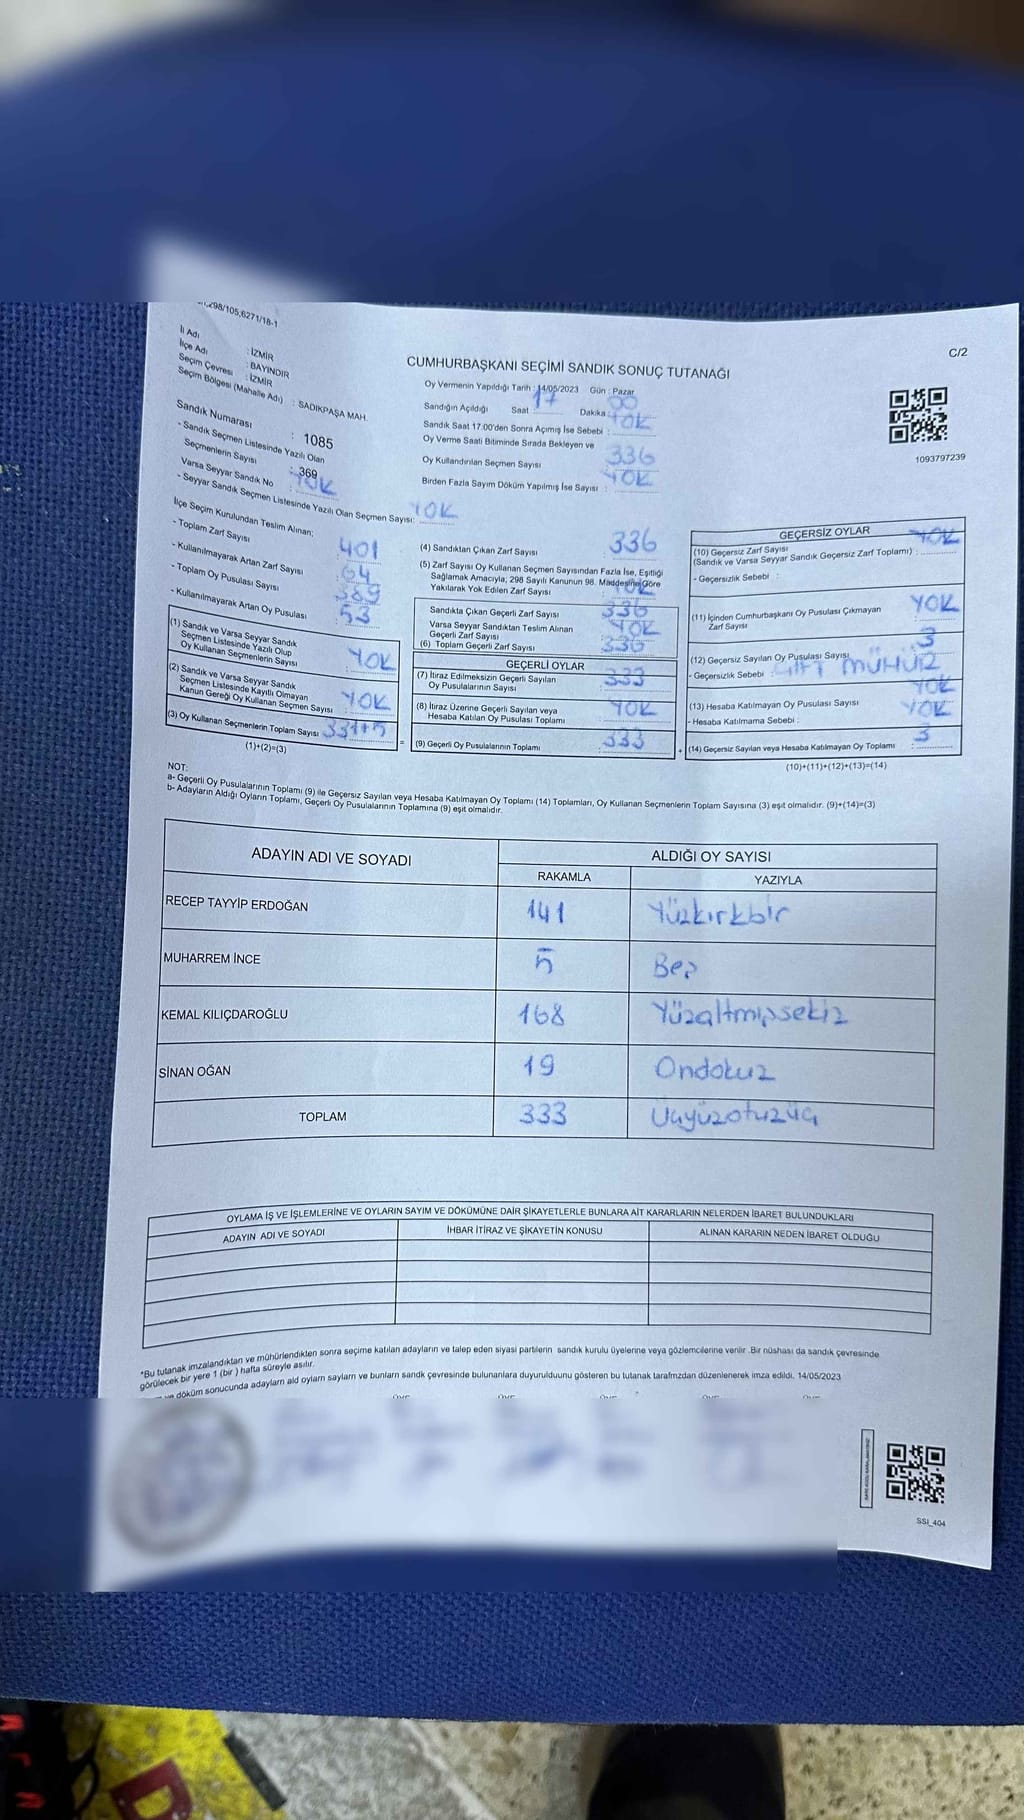 298/105,6271/18-1
C/2
İl Adı : İZMİR
İlçe Adı : BAYINDIR
Seçim Çevresi : İZMİR
Seçim Bölgesi (Mahalle Adı) : SADIKPAŞA MAH.
Sandık Numarası : 1085
- Sandık Seçmen Listesinde Yazılı Olan
Seçmenlerin Sayısı : 369
Varsa Seyyar Sandık No YOK
- Seyyar Sandık Seçmen Listesinde Yazılı Olan Seçmen Sayısı: YOK
CUMHURBAŞKANI SEÇİMİ SANDIK SONUÇ TUTANAĞI
Oy Vermenin Yapıldığı Tarih : 14/05/2023 Gün : Pazar
Sandığın Açıldığı Saat 17 Dakika : 00
Sandık Saat 17.00'den Sonra Açımış İse Sebebi : YOK
Oy Verme Saati Bitiminde Sırada Bekleyen ve
Oy Kullandırılan Seçmen Sayısı 336
Birden Fazla Sayım Döküm Yapılmış İse Sayısı : YOK
1093797239
İlçe Seçim Kurulundan Teslim Alınan;
- Toplam Zarf Sayısı 401
- Kullanılmayarak Artan Zarf Sayısı 64
- Toplam Oy Pusulası Sayısı : 389
- Kullanılmayarak Artan Oy Pusulası : 53
(1) Sandık ve Varsa Seyyar Sandık
Seçmen Listesinde Yazılı Olup
Oy Kullanan Seçmenlerin Sayısı YOK
(2) Sandık ve Varsa Seyyar Sandık
Seçmen Listesinde Kayıtlı Olmayan
Kanun Gereği Oy Kullanan Seçmen Sayısı YOK
(3) Oy Kullanan Seçmenlerin Toplam Sayısı 331+5
(1)+(2)=(3)
(4) Sandıktan Çıkan Zarf Sayısı : 336
(5) Zarf Sayısı Oy Kullanan Seçmen Sayısından Fazla İse, Eşitliği
Sağlamak Amacıyla; 298 Sayılı Kanunun 98. Maddesine Göre
Yakılarak Yok Edilen Zarf Sayısı YOK
Sandıkta Çıkan Geçerli Zarf Sayısı 336
Varsa Seyyar Sandıktan Teslim Alınan
Geçerli Zarf Sayısı YOK
(6) Toplam Geçerli Zarf Sayısı 336
GEÇERLİ OYLAR
(7) İtiraz Edilmeksizin Geçerli Sayılan
Oy Pusulalarının Sayısı : 333
(8) İtiraz Üzerine Geçerli Sayılan veya
Hesaba Katılan Oy Pusulası Toplamı : YOK
=
(9) Geçerli Oy Pusulalarının Toplamı : 333
+
GEÇERSİZ OYLAR
(10) Geçersiz Zarf Sayısı YOK
(Sandık ve Varsa Seyyar Sandık Geçersiz Zarf Toplamı) :
- Geçersizlik Sebebi :
(11) İçinden Cumhurbaşkanı Oy Pusulası Çıkmayan
Zarf Sayısı YOK
(12) Geçersiz Sayılan Oy Pusulası Sayısı 3
- Geçersizlik Sebebi : ÇİFT MÜHÜR
YOK
(13) Hesaba Katılmayan Oy Pusulası Sayısı YOK
- Hesaba Katılmama Sebebi :
(14) Geçersiz Sayılan veya Hesaba Katılmayan Oy Toplamı : 3
(10)+(11)+(12)+(13)=(14)
NOT:
a- Geçerli Oy Pusulalarının Toplamı (9) ile Geçersiz Sayılan veya Hesaba Katılmayan Oy Toplamı (14) Toplamları, Oy Kullanan Seçmenlerin Toplam Sayısına (3) eşit olmalıdır. (9)+(14)=(3)
b- Adayların Aldığı Oyların Toplamı, Geçerli Oy Pusulalarının Toplamına (9) eşit olmalıdır.
ADAYIN ADI VE SOYADI
ALDIĞI OY SAYISI
RAKAMLA YAZIYLA
RECEP TAYYİP ERDOĞAN 141 Yüzkırkbir
MUHARREM İNCE 5 Beş
KEMAL KILIÇDAROĞLU 168 Yüzaltmışsekiz
SİNAN OĞAN 19 Ondokuz
TOPLAM 333 Üçyüzotuzüç
OYLAMA İŞ VE İŞLEMLERİNE VE OYLARIN SAYIM VE DÖKÜMÜNE DAİR ŞİKAYETLERLE BUNLARA AİT KARARLARIN NELERDEN İBARET BULUNDUKLARI
ADAYIN ADI VE SOYADI İHBAR İTİRAZ VE ŞİKAYETİN KONUSU ALINAN KARARIN NEDEN İBARET OLDUĞU
*Bu tutanak imzalandıktan ve mühürlendikten sonra seçime katılan adayların ve talep eden siyasi partilerin sandık kurulu üyelerine veya gözlemcilerine verilir .Bir nüshası da sandık çevresinde
görülecek bir yere 1 (bir ) hafta süreyle asılır.
ve döküm sonucunda adayların ald oyların sayları ve bunların sandk çevresinde bulunanlara duyurulduunu gösteren bu tutanak tarafmzdan düzenlenerek imza edildi. 14/05/2023
SSI_404